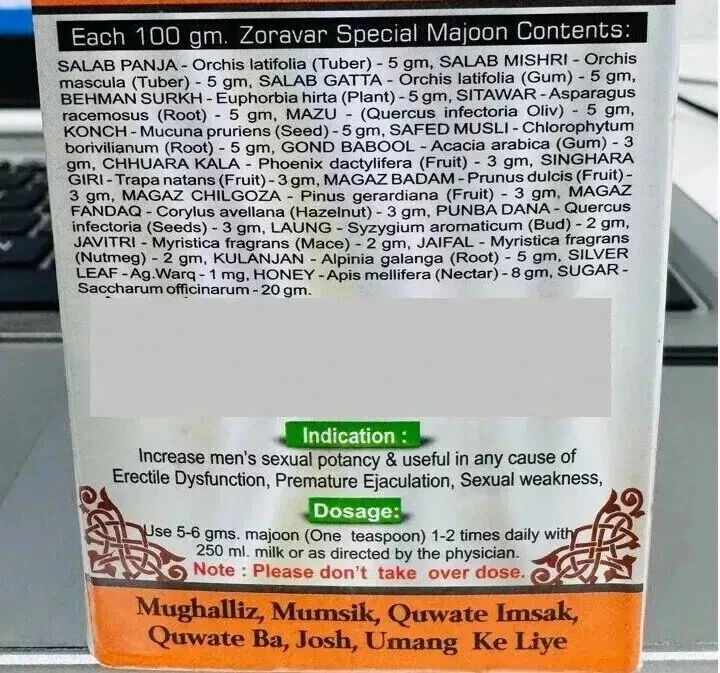 Each 100 gm. Zoravar Special Majoon Contents:
SALAB PANJA - Orchis latifolia (Tuber) - 5 gm, SALAB MISHRI - Orchis
mascula (Tuber) - 5 gm, SALAB GATTA - Orchis latifolia (Gum) - 5 gm,
BEHMAN SURKH - Euphorbia hirta (Plant) - 5 gm, SITAWAR - Asparagus
racemosus (Root) - 5 gm, MAZU - (Quercus infectoria Oliv) - 5 gm,
KONCH - Mucuna pruriens (Seed) - 5 gm, SAFED MUSLI - Chlorophytum
borivilianum (Root) - 5 gm, GOND BABOOL - Acacia arabica (Gum) - 3
gm, CHHUARA KALA - Phoenix dactylifera (Fruit) - 3 gm, SINGHARA
GIRI - Trapa natans (Fruit) - 3 gm, MAGAZ BADAM - Prunus dulcis (Fruit) -
3 gm, MAGAZ CHILGOZA - Pinus gerardiana (Fruit) - 3 gm, MAGAZ
FANDAQ - Corylus avellana (Hazelnut) - 3 gm, PUNBA DANA - Quercus
infectoria (Seeds) - 3 gm, LAUNG - Syzygium aromaticum (Bud) - 2 gm,
JAVITRI - Myristica fragrans (Mace) - 2 gm, JAIFAL - Myristica fragrans
(Nutmeg) - 2 gm, KULANJAN - Alpinia galanga (Root) - 5 gm, SILVER
LEAF - Ag.Warq - 1 mg, HONEY - Apis mellifera (Nectar) - 8 gm, SUGAR -
Saccharum officinarum - 20 gm.
Indication :
Increase men's sexual potancy & useful in any cause of
Erectile Dysfunction, Premature Ejaculation, Sexual weakness,
Dosage:
Use 5-6 gms. majoon (One teaspoon) 1-2 times daily with
250 ml. milk or as directed by the physician.
Note : Please don't take over dose.
Mughalliz, Mumsik, Quwate Imsak,
Quwate Ba, Josh, Umang Ke Liye